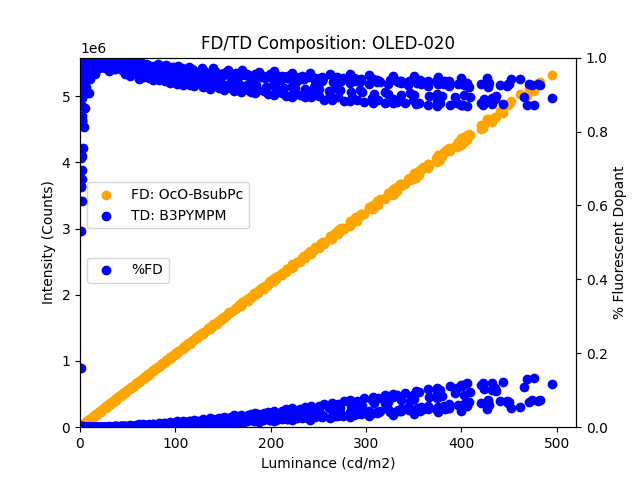 FD/TD Composition: OLED-020
1e6
Intensity (Counts)
5
4
3
2
1
0
FD: OcO-BsubPc
TD: B3PYMPM
%FD
1.0
0.8
0.6
0.4
0.2
0.0
% Fluorescent Dopant
0
100
200
300
400
500
Luminance (cd/m2)